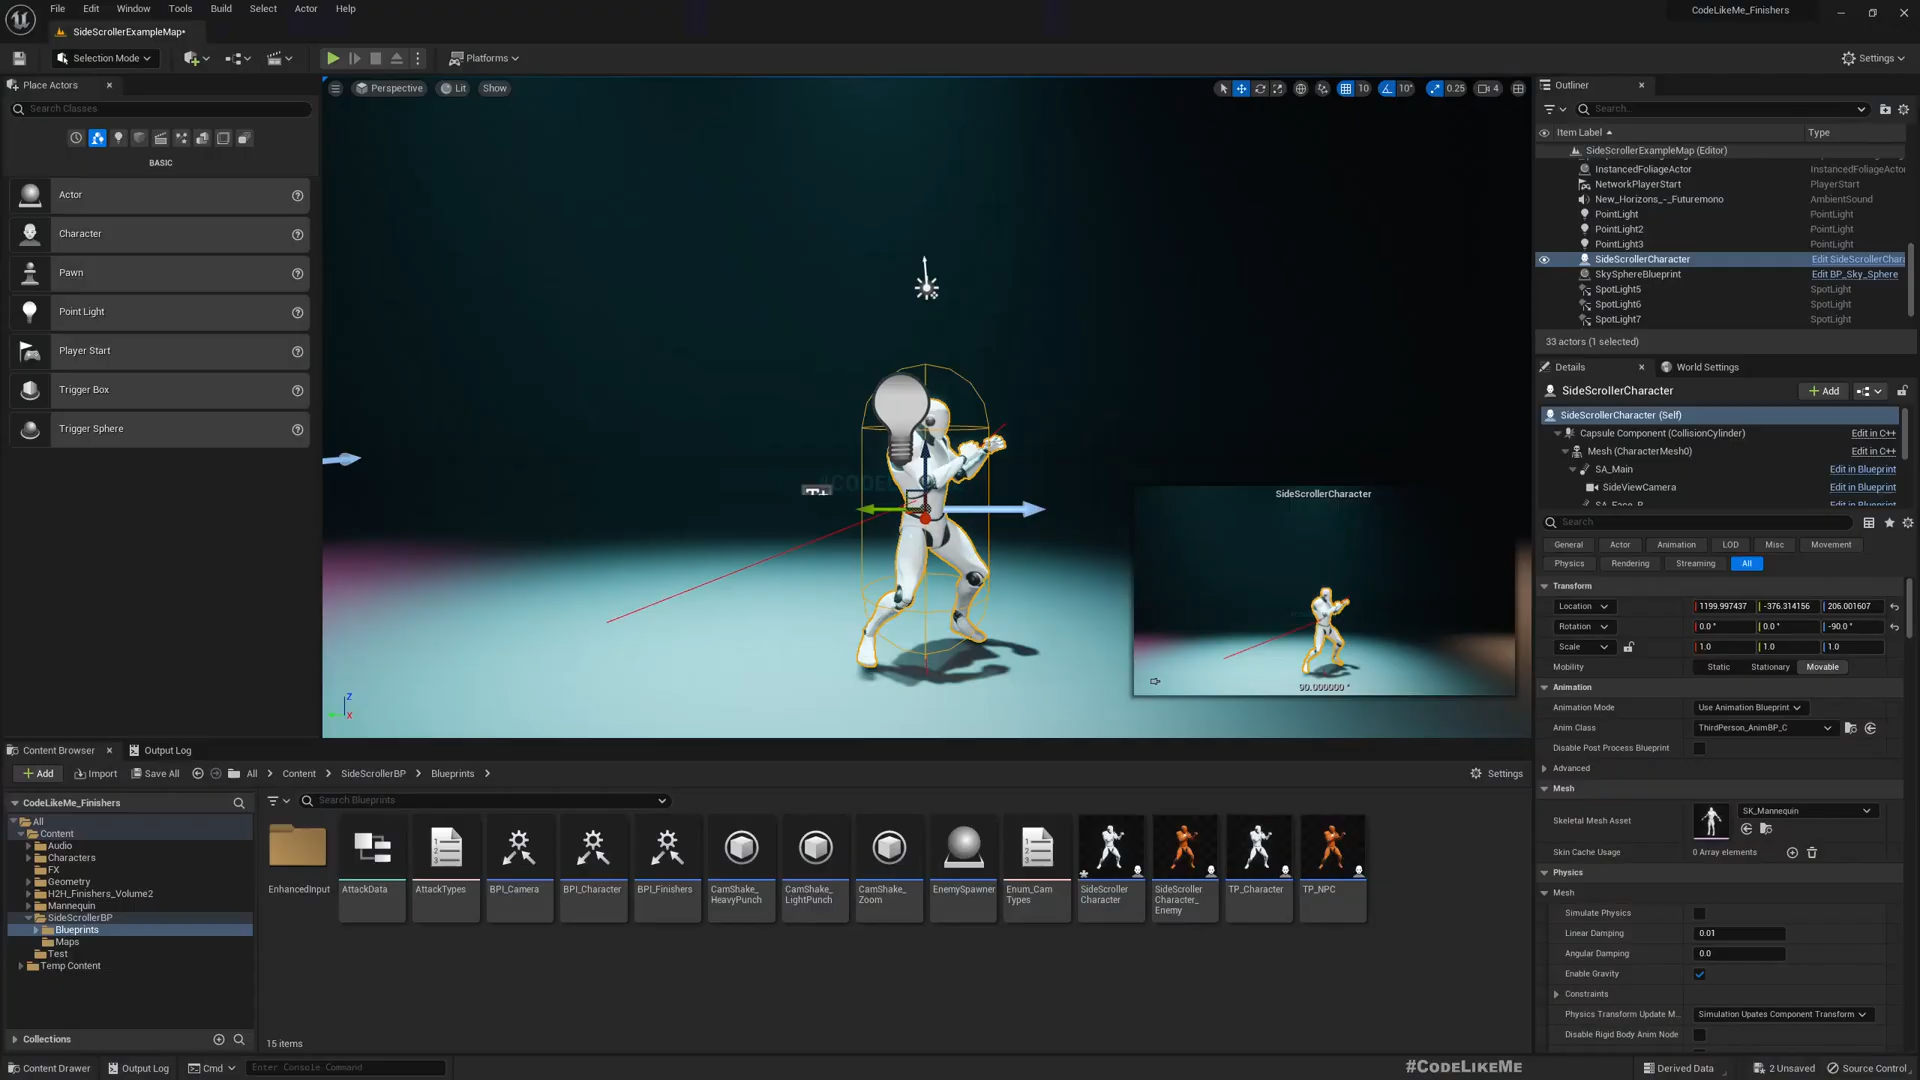 File Edit Window Tools Build Select Actor Help
CodeLikeMe_Finishers
SideScrollerExampleMap*
Selection Mode
Platforms
Settings
Place Actors
Search Classes
BASIC
Actor
Character
Pawn
Point Light
Player Start
Trigger Box
Trigger Sphere
Perspective Lit Show
10 10° 0.25 4
SideScrollerCharacter
90.000000 °
Z
X
Outliner
Search...
Item Label Type
SideScrollerExampleMap (Editor)
InstancedFoliageActor InstancedFoliageActo
NetworkPlayerStart PlayerStart
New_Horizons_-_Futuremono AmbientSound
PointLight PointLight
PointLight2 PointLight
PointLight3 PointLight
SideScrollerCharacter Edit SideScrollerChar
SkySphereBlueprint Edit BP_Sky_Sphere
SpotLight5 SpotLight
SpotLight6 SpotLight
SpotLight7 SpotLight
33 actors (1 selected)
Details World Settings
SideScrollerCharacter
Add
SideScrollerCharacter (Self)
Capsule Component (CollisionCylinder) Edit in C++
Mesh (CharacterMesh0) Edit in C++
SA_Main Edit in Blueprint
SideViewCamera Edit in Blueprint
SA_Face_R Edit in Blueprint
Search
General Actor Animation LOD Misc Movement
Physics Rendering Streaming All
Transform
Location 1199.997437 -376.314156 206.001607
Rotation 0.0 ° 0.0 ° -90.0 °
Scale 1.0 1.0 1.0
Mobility Static Stationary Movable
Animation
Animation Mode Use Animation Blueprint
Anim Class ThirdPerson_AnimBP_C
Disable Post Process Blueprint
Advanced
Mesh
Skeletal Mesh Asset SK_Mannequin
Skin Cache Usage 0 Array elements
Physics
Mesh
Simulate Physics
Linear Damping 0.01
Angular Damping 0.0
Enable Gravity
Constraints
Physics Transform Update M... Simulation Upates Component Transform
Disable Rigid Body Anim Node
Content Browser Output Log
Add Import Save All All Content SideScrollerBP Blueprints
Settings
CodeLikeMe_Finishers
Search Blueprints
All
Content
Audio
Characters
FX
Geometry
H2H_Finishers_Volume2
Mannequin
SideScrollerBP
Blueprints
Maps
Test
Temp Content
Collections
EnhancedInput
AttackData
AttackTypes
BPI_Camera
BPI_Character
BPI_Finishers
CamShake_
HeavyPunch
CamShake_
LightPunch
CamShake_
Zoom
EnemySpawner
Enum_Cam
Types
SideScroller
Character
SideScroller
Character_
Enemy
TP_Character
TP_NPC
15 items
Content Drawer Output Log Cmd Enter Console Command
#CodeLikeMe
Derived Data 2 Unsaved Source Control